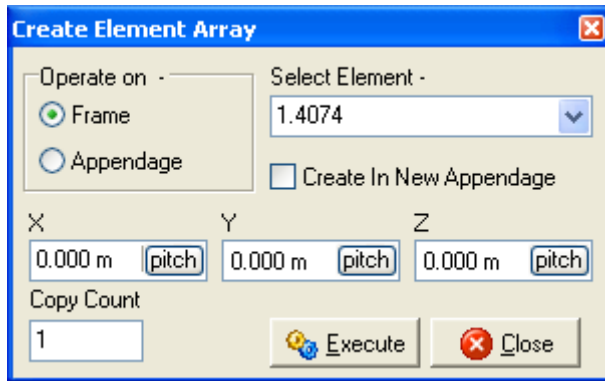 Create Element Array
Operate on -
Select Element -
Frame
1.4074
Appendage
Create In New Appendage
X Y Z
0.000 m pitch 0.000 m pitch 0.000 m pitch
Copy Count
1 Execute Close